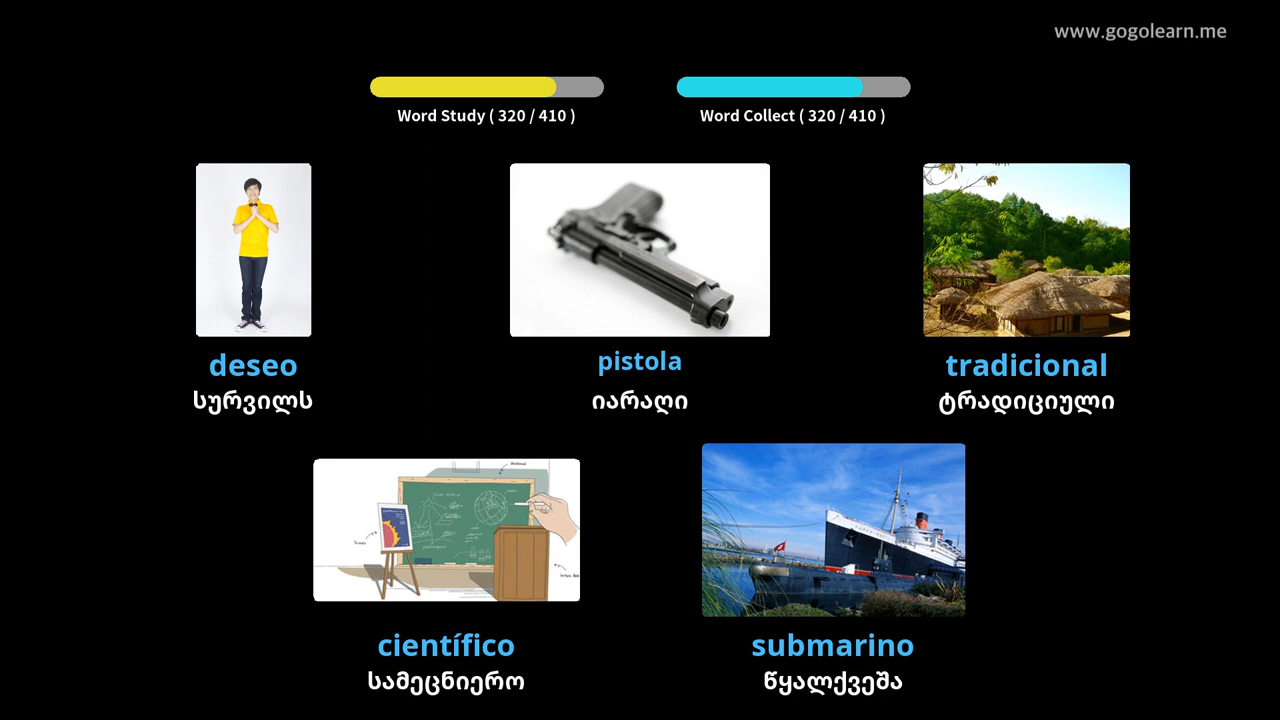 www.gogolearn.me
Word Study ( 320 / 410 )
Word Collect ( 320 / 410 )
deseo
სურვილს
pistola
იარაღი
tradicional
ტრადიციული
científico
სამეცნიერო
submarino
წყალქვეშა